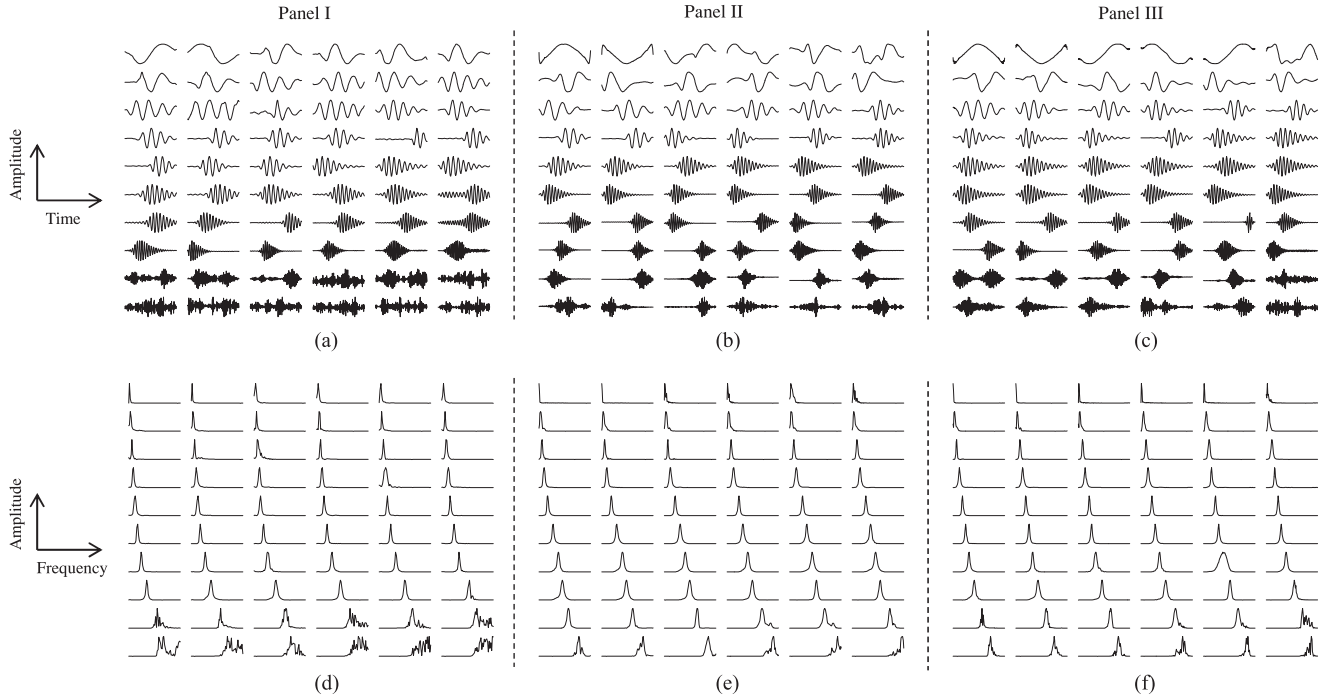 Panel I
Panel II
Panel III
Amplitude
Time
(a)
(b)
(c)
Amplitude
Frequency
(d)
(e)
(f)